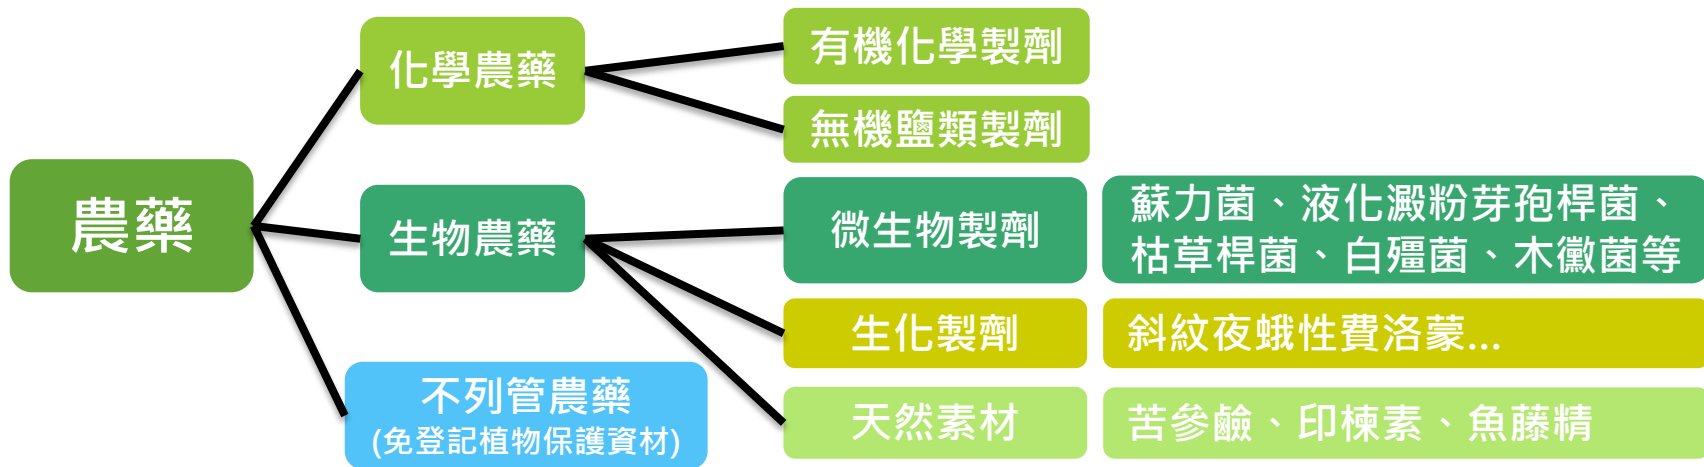 農藥
化學農藥
有機化學製劑
無機鹽類製劑
生物農藥
微生物製劑
蘇力菌、液化澱粉芽孢桿菌、
枯草桿菌、白殭菌、木黴菌等
生化製劑
斜紋夜蛾性費洛蒙...
天然素材
苦參鹼、印楝素、魚藤精
不列管農藥
(免登記植物保護資材)